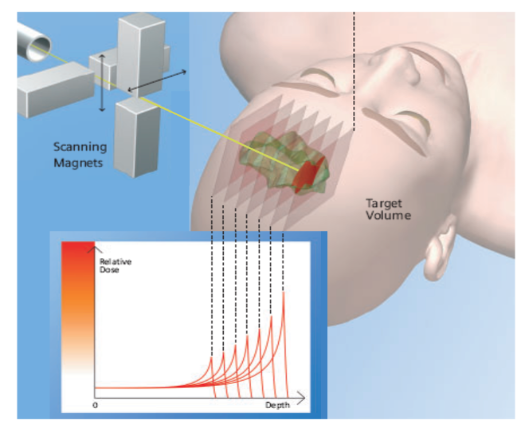 Scanning
Magnets
Target
Volume
Relative
Dose
0
Depth